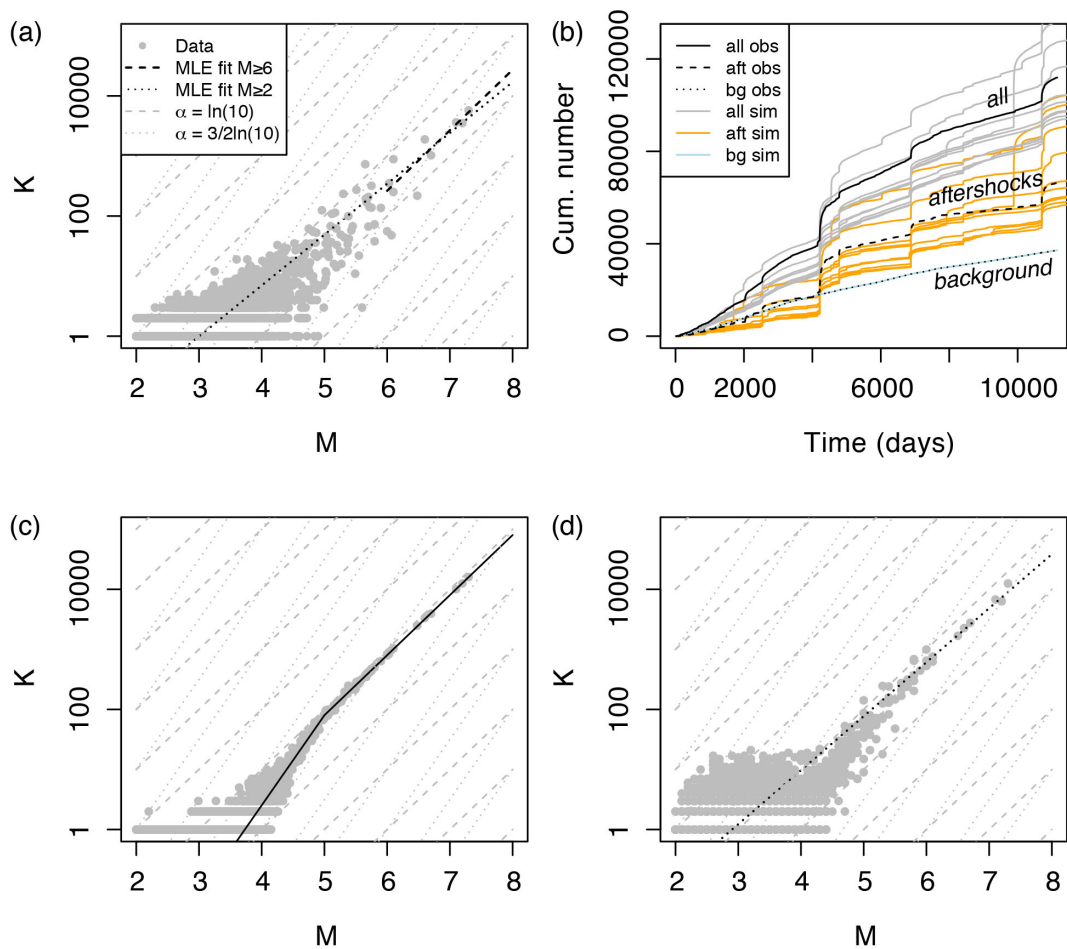 (a)
Data
MLE fit M≥6
MLE fit M≥2
α = ln(10)
α = 3/2ln(10)
K
1 100 10000
2 3 4 5 6 7 8
M
(b)
all obs
aft obs
bg obs
all sim
aft sim
bg sim
all
aftershocks
background
Cum. number
0 40000 80000 120000
0 2000 6000 10000
Time (days)
(c)
K
1 100 10000
2 3 4 5 6 7 8
M
(d)
K
1 100 10000
2 3 4 5 6 7 8
M